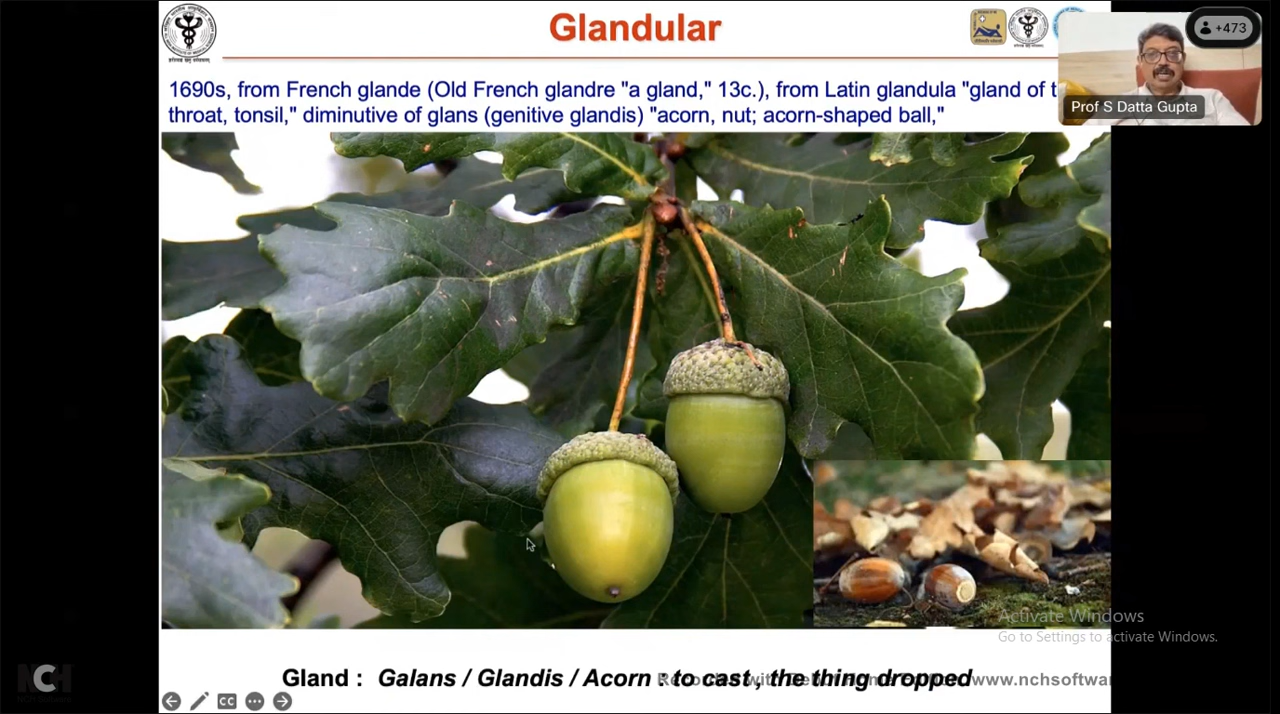 Glandular
+473
1690s, from French glande (Old French glandre "a gland," 13c.), from Latin glandula "gland of t
throat, tonsil," diminutive of glans (genitive glandis) "acorn, nut; acorn-shaped ball,"
Prof S Datta Gupta
Activate Windows
Go to Settings to activate Windows.
Gland : Galans / Glandis / Acorn : to cast , the thing dropped
www.nchsoftwar
NCH
CC